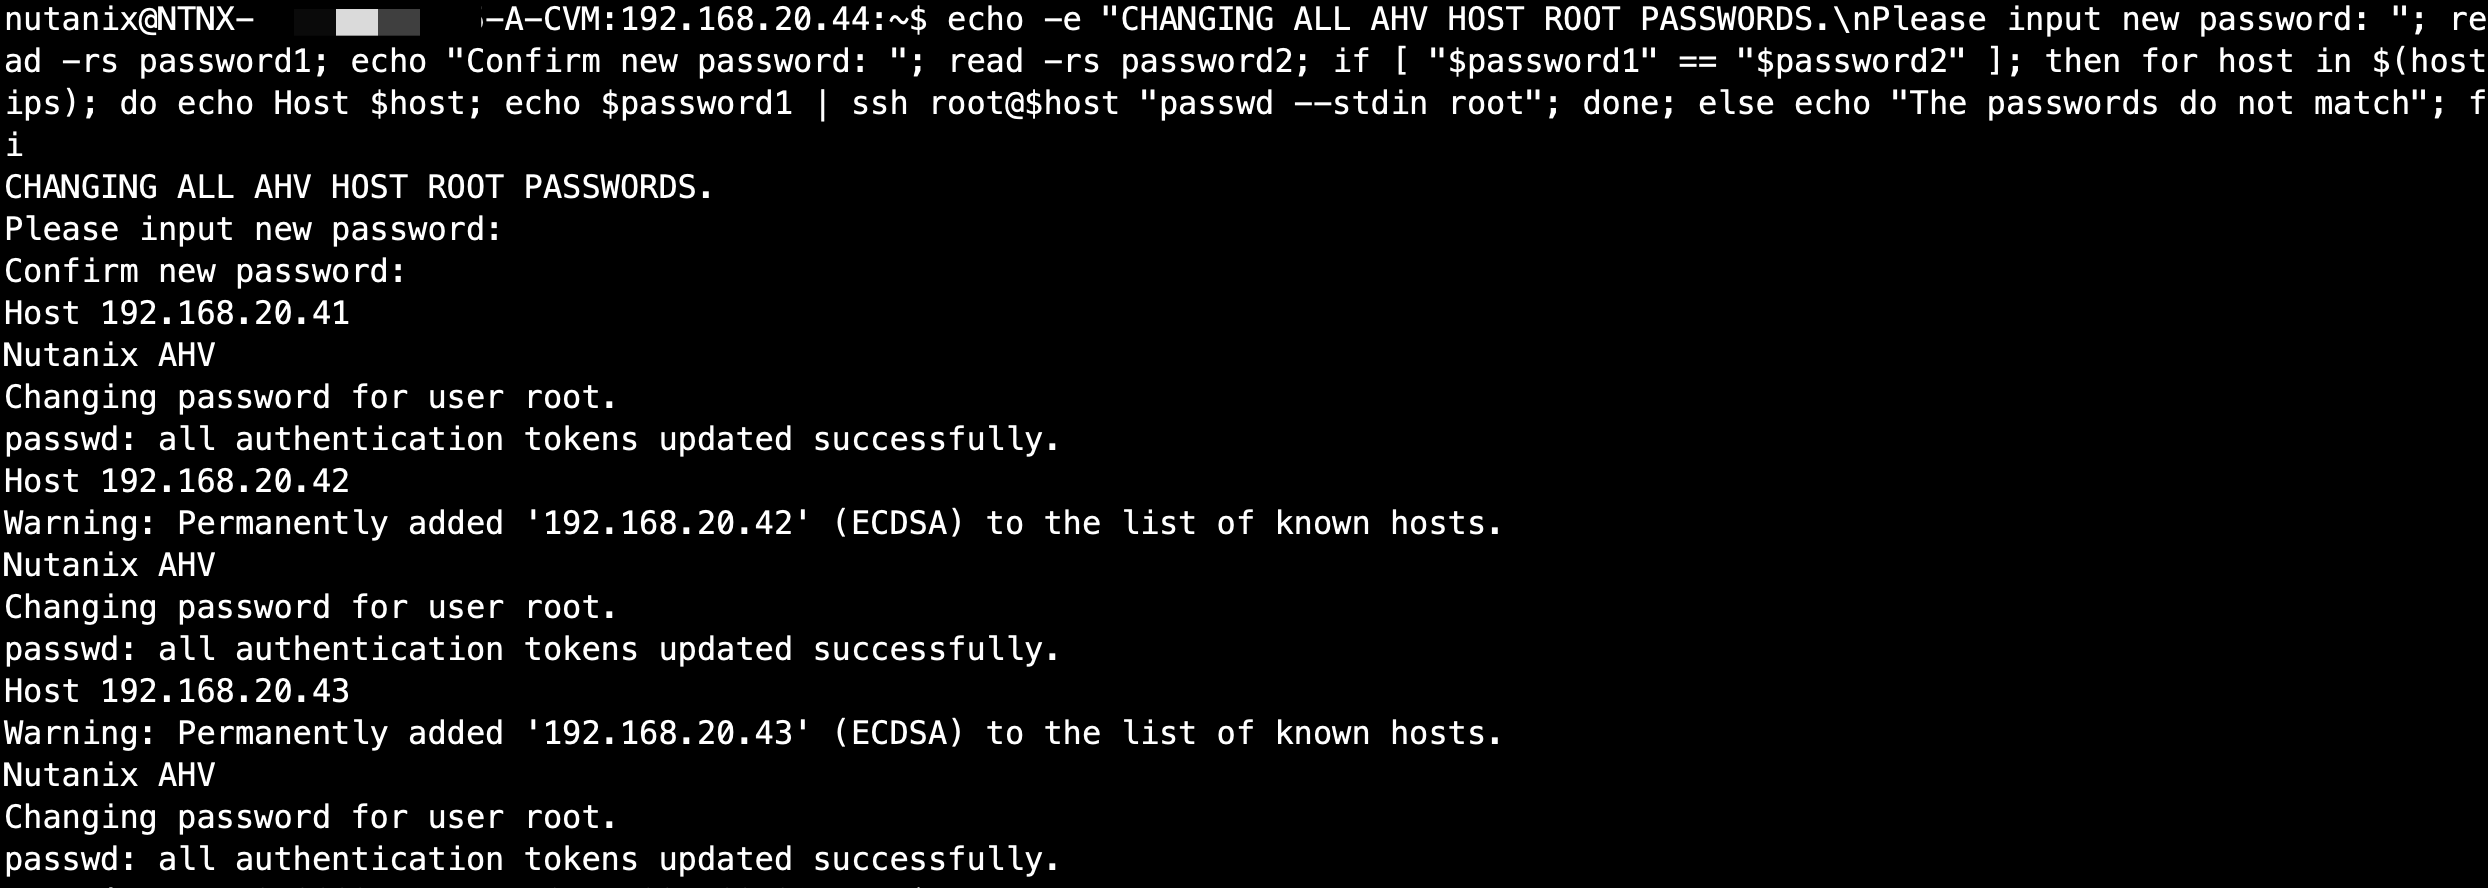 nutanix@NTNX- -A-CVM:192.168.20.44:~$ echo -e "CHANGING ALL AHV HOST ROOT PASSWORDS.\nPlease input new password: "; re
ad -rs password1; echo "Confirm new password: "; read -rs password2; if [ "$password1" == "$password2" ]; then for host in $(host
ips); do echo Host $host; echo $password1 | ssh root@$host "passwd --stdin root"; done; else echo "The passwords do not match"; f
i
CHANGING ALL AHV HOST ROOT PASSWORDS.
Please input new password:
Confirm new password:
Host 192.168.20.41
Nutanix AHV
Changing password for user root.
passwd: all authentication tokens updated successfully.
Host 192.168.20.42
Warning: Permanently added '192.168.20.42' (ECDSA) to the list of known hosts.
Nutanix AHV
Changing password for user root.
passwd: all authentication tokens updated successfully.
Host 192.168.20.43
Warning: Permanently added '192.168.20.43' (ECDSA) to the list of known hosts.
Nutanix AHV
Changing password for user root.
passwd: all authentication tokens updated successfully.